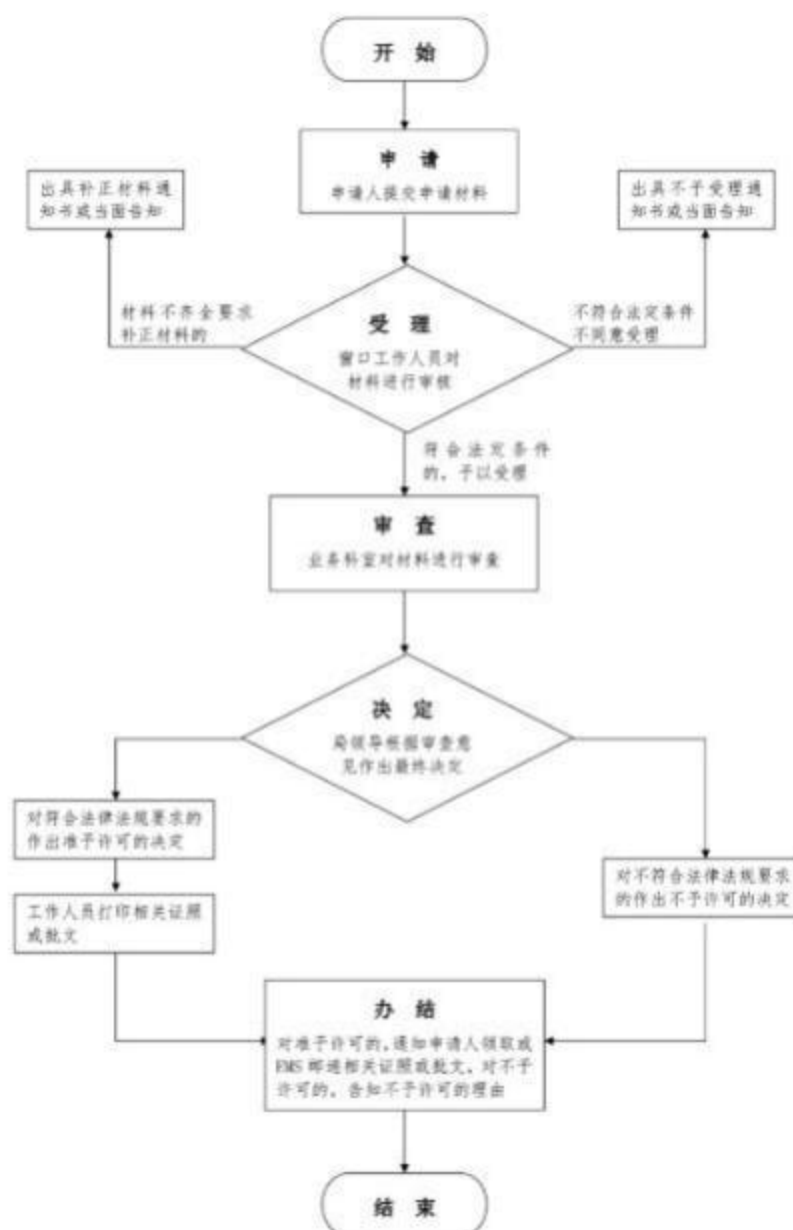 开 始
申 请
申请人提交申请材料
出具补正材料通
知书或当面告知
出具不予受理通
知书或当面告知
材料不齐全要求
补正材料的
受 理
窗口工作人员对
材料进行审核
不符合法定条件
不同意受理
符合法定条件
的，予以受理
审 查
业务科室对材料进行审查
决 定
局领导根据审查意
见作出最终决定
对符合法律法规要求的
作出准予许可的决定
工作人员打印相关证照
或批文
对不符合法律法规要求
的作出不予许可的决定
办 结
对准予许可的，通知申请人领取或
EMS 邮递相关证照或批文，对不予
许可的，告知不予许可的理由
结 束